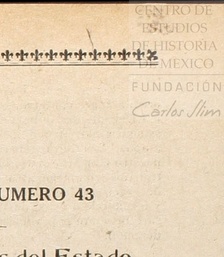 CENTRO DE
ESTUDIOS
DE HISTORIA
DE MEXICO
FUNDACIÓN
Carlos Slim
UMERO 43
s del Estado